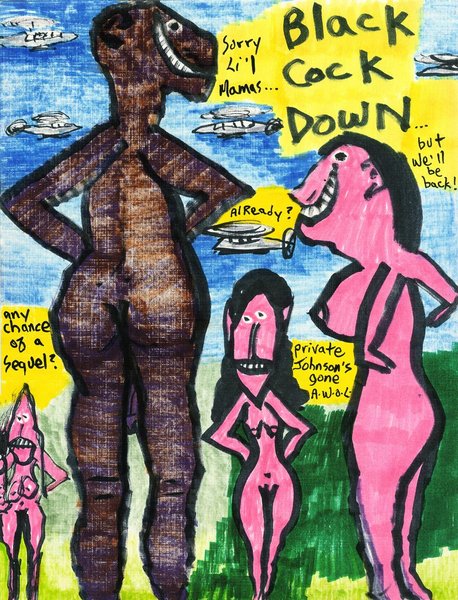 Sorry
Li'l
Mamas...
Black
Cock
DOWN...
but
we'll
be
back!
Already?
any
chance
of a
sequel?
private
Johnson's
gone
A.W.O.L.